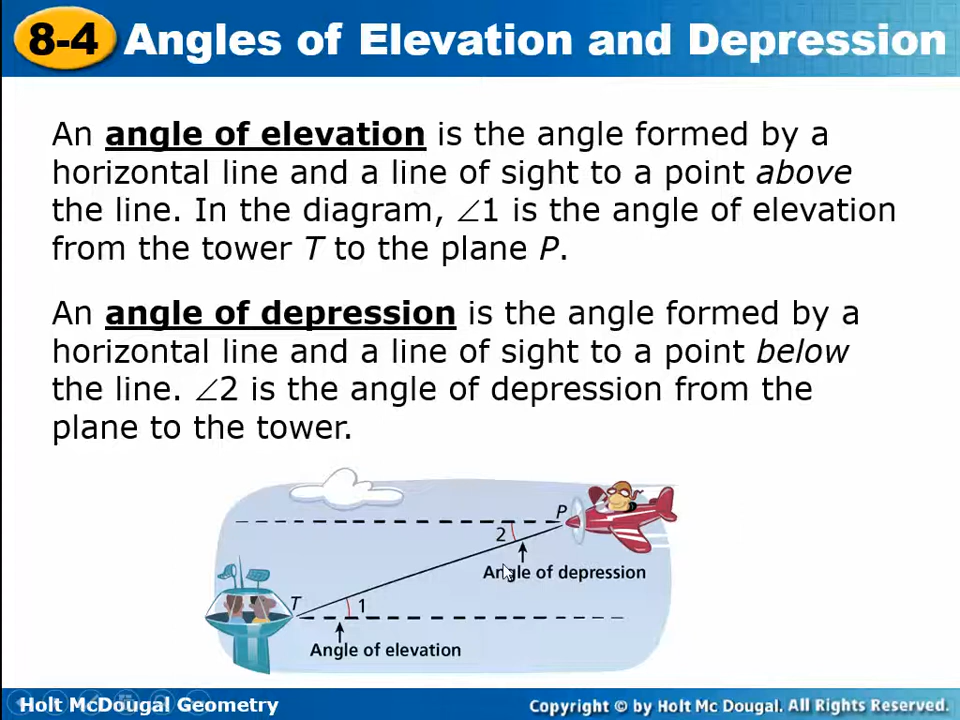 8-4 Angles of Elevation and Depression
An angle of elevation is the angle formed by a
horizontal line and a line of sight to a point above
the line. In the diagram, ∠1 is the angle of elevation
from the tower T to the plane P.
An angle of depression is the angle formed by a
horizontal line and a line of sight to a point below
the line. ∠2 is the angle of depression from the
plane to the tower.
P
2
Angle of depression
T
1
Angle of elevation
Holt McDougal Geometry
Copyright © by Holt Mc Dougal. All Rights Reserved.